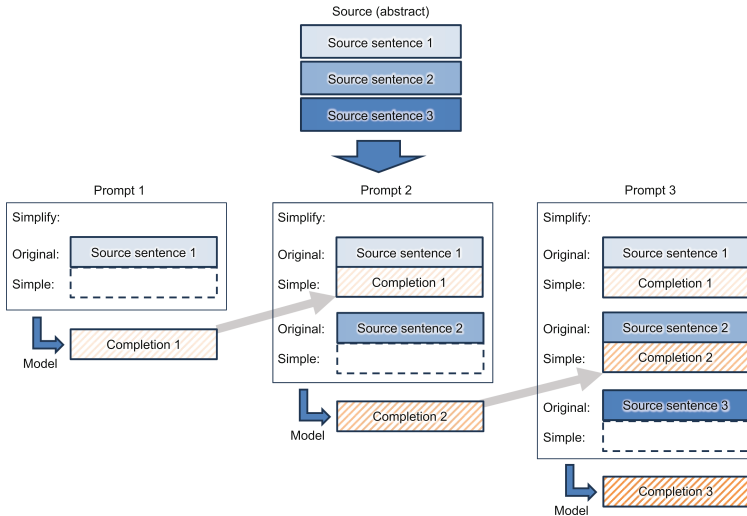 Source (abstract)
Source sentence 1
Source sentence 2
Source sentence 3
Prompt 1
Simplify:
Original: Source sentence 1
Simple:
Model
Completion 1
Prompt 2
Simplify:
Original: Source sentence 1
Simple: Completion 1
Original: Source sentence 2
Simple:
Model
Completion 2
Prompt 3
Simplify:
Original: Source sentence 1
Simple: Completion 1
Original: Source sentence 2
Simple: Completion 2
Original: Source sentence 3
Simple:
Model
Completion 3